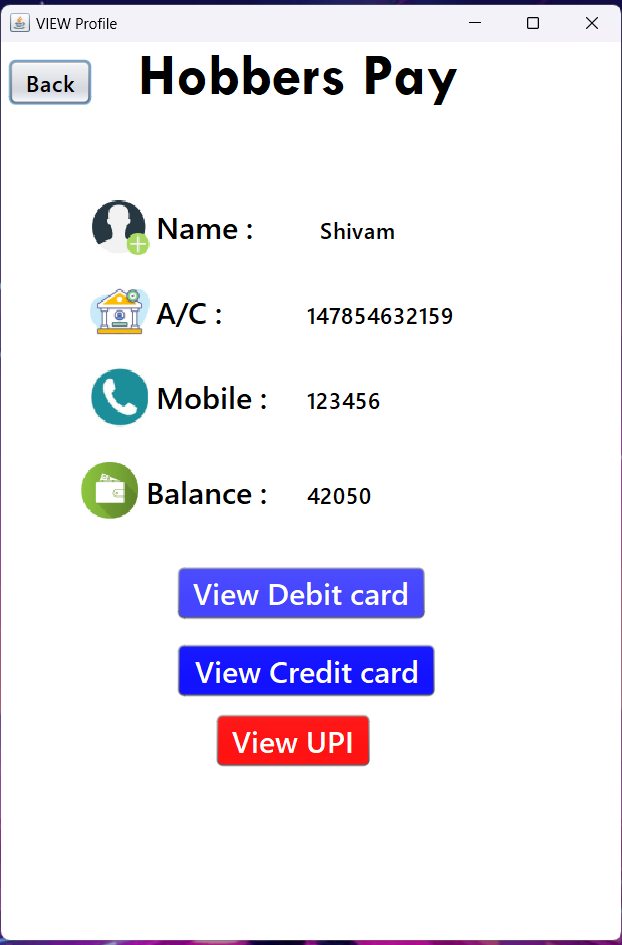 VIEW Profile
Back
Hobbers Pay
Name : Shivam
A/C : 147854632159
Mobile : 123456
Balance : 42050
View Debit card
View Credit card
View UPI